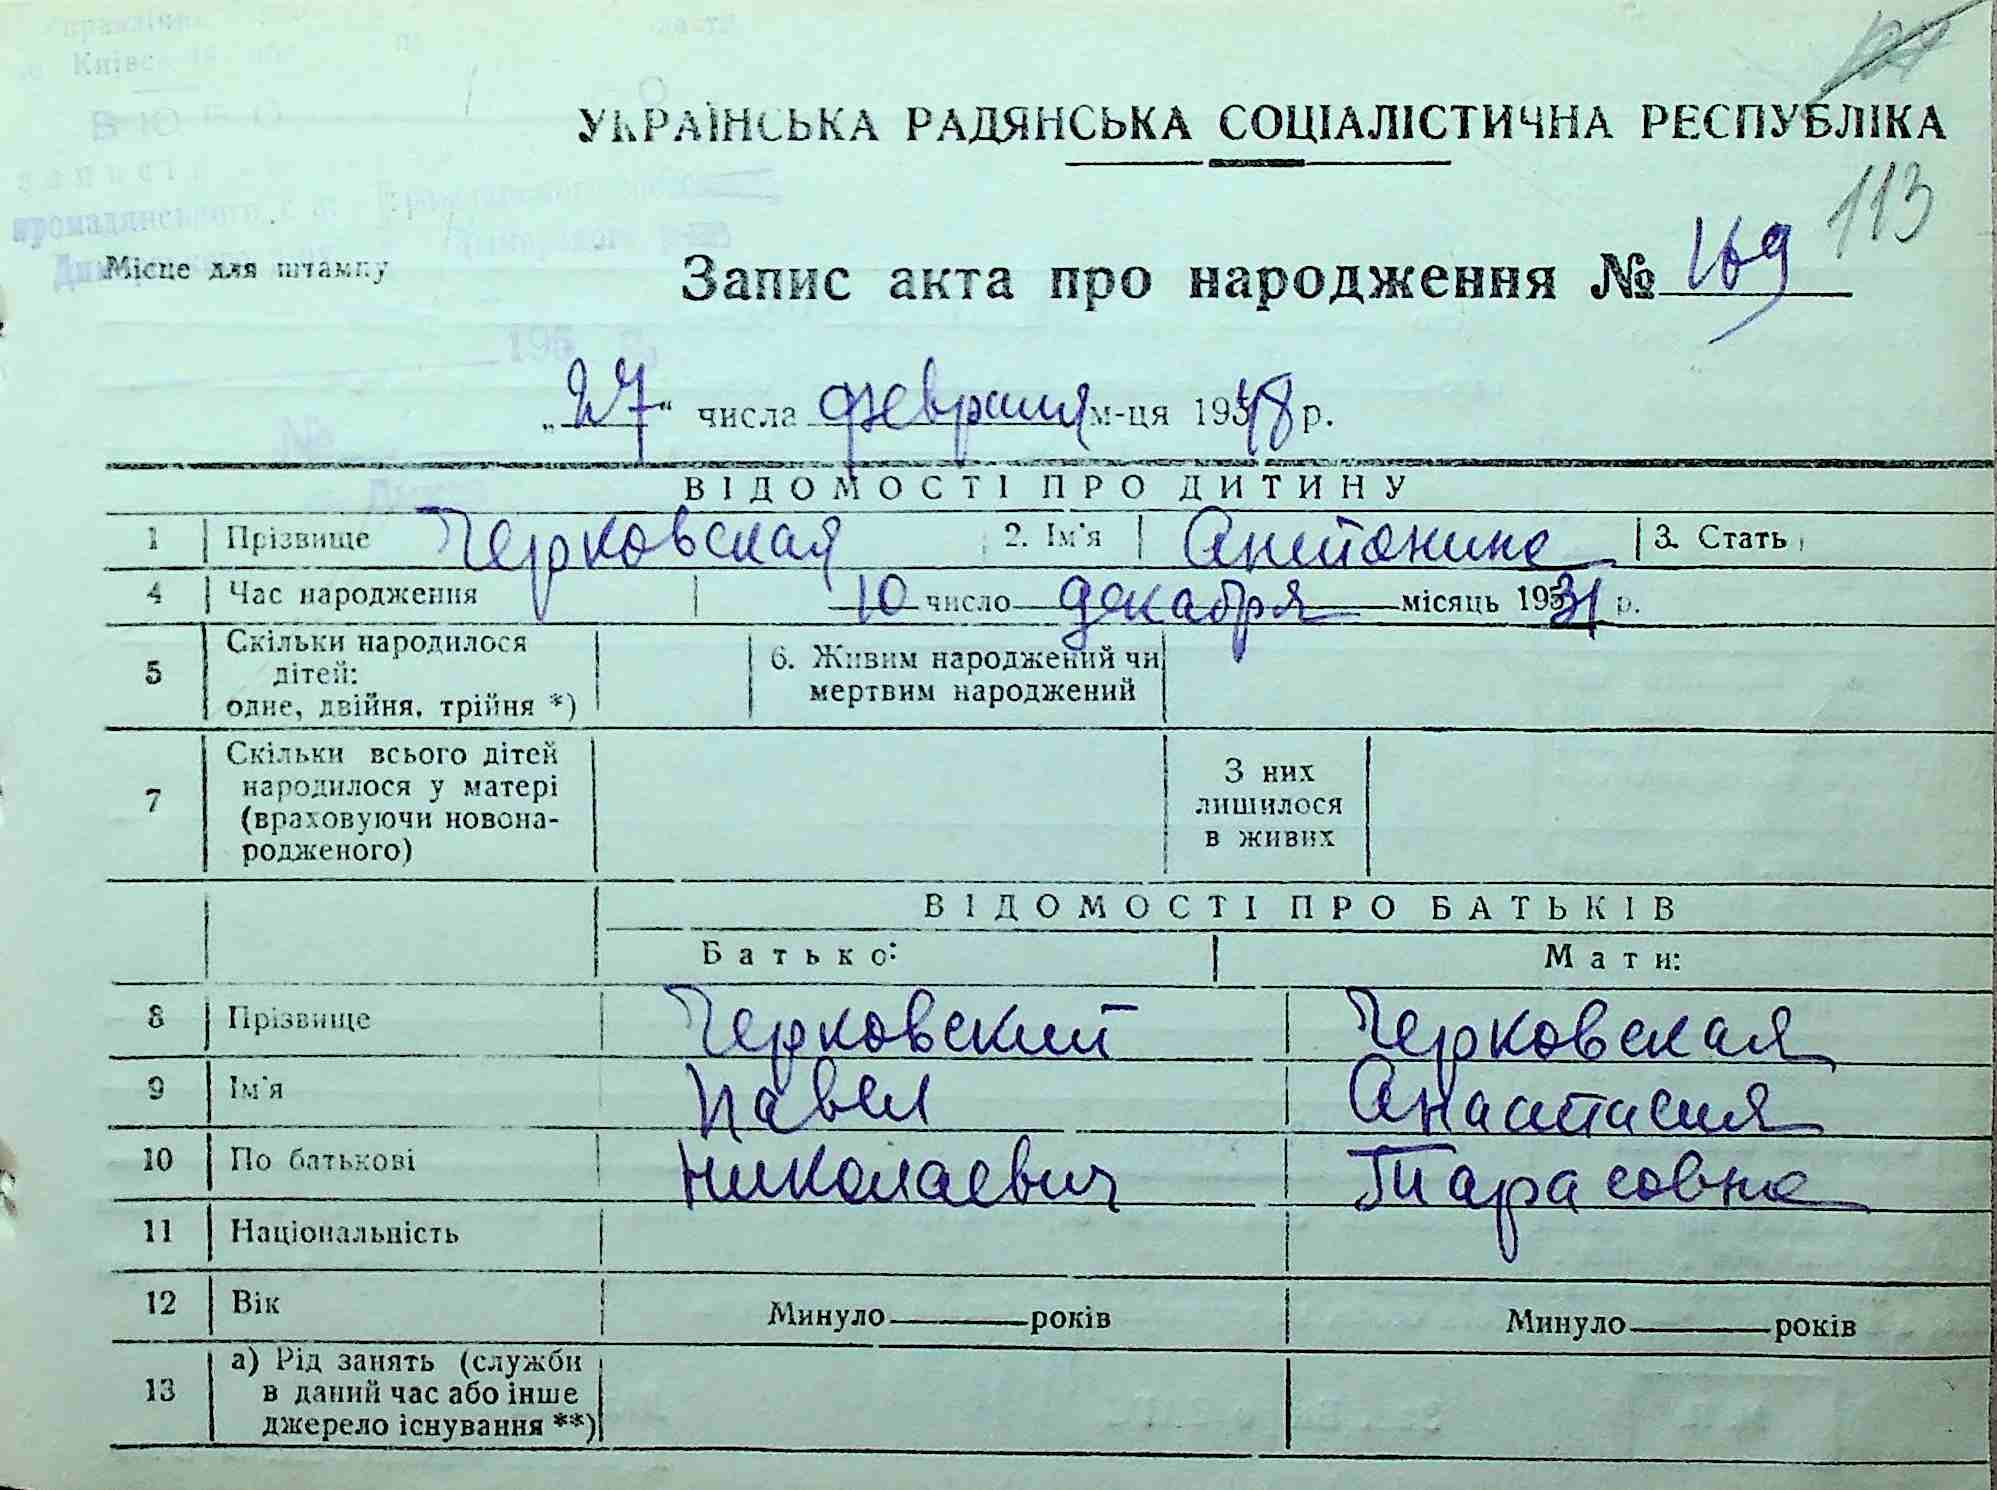 УКРАЇНСЬКА РАДЯНСЬКА СОЦІАЛІСТИЧНА РЕСПУБЛІКА
113
Місце для штампу
Запис акта про народження № 169
„27" числа февраля м-ця 1948 р.
ВІДОМОСТІ ПРО ДИТИНУ
1 Прізвище Черковская 2. Ім'я Антонина 3. Стать
4 Час народження 10 число декабря місяць 1931 р.
5 Скільки народилося дітей: одне, двійня, трійня *) 6. Живим народжений чи мертвим народжений
7 Скільки всього дітей народилося у матері (враховуючи новонародженого) З них лишилося в живих
ВІДОМОСТІ ПРО БАТЬКІВ
Батько: Мати:
8 Прізвище Черковский Черковская
9 Ім'я Павел Анастасия
10 По батькові Николаевич Тарасовна
11 Національність
12 Вік Минуло років Минуло років
13 а) Рід занять (служби в даний час або інше джерело існування **)